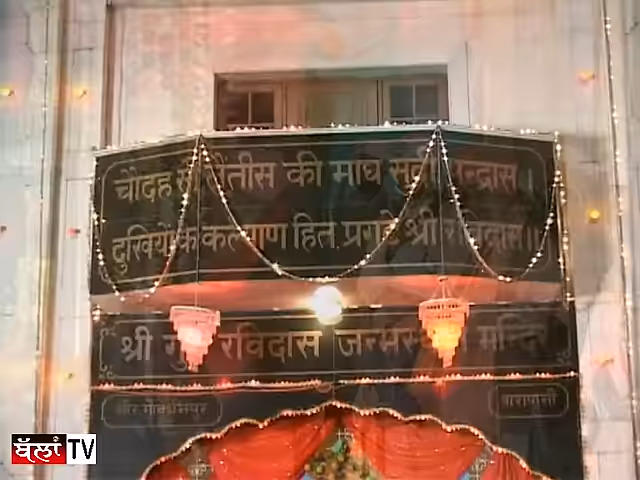 चौदह सौ तैंतीस की माघ सुदी पन्द्रास।
दुखियों के कल्याण हित प्रगटे श्री रविदास॥
श्री गुरु रविदास जन्मस्थान मन्दिर
सीर गोवर्धनपुर
वाराणसी
ਬੱਲਾਂ TV